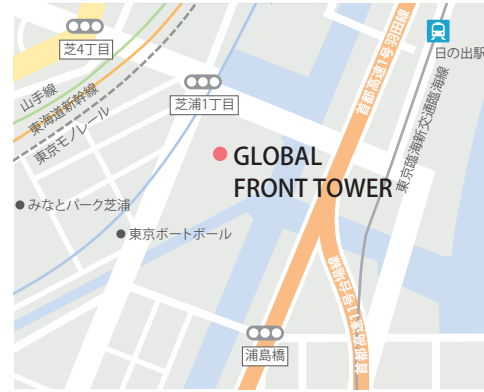 芝4丁目
日の出駅
芝浦1丁目
山手線
東海道新幹線
東京モノレール
首都高速1号羽田線
GLOBAL
FRONT TOWER
東京臨海新交通臨海線
みなとパーク芝浦
東京ボートボール
首都高速11号台場線
浦島橋